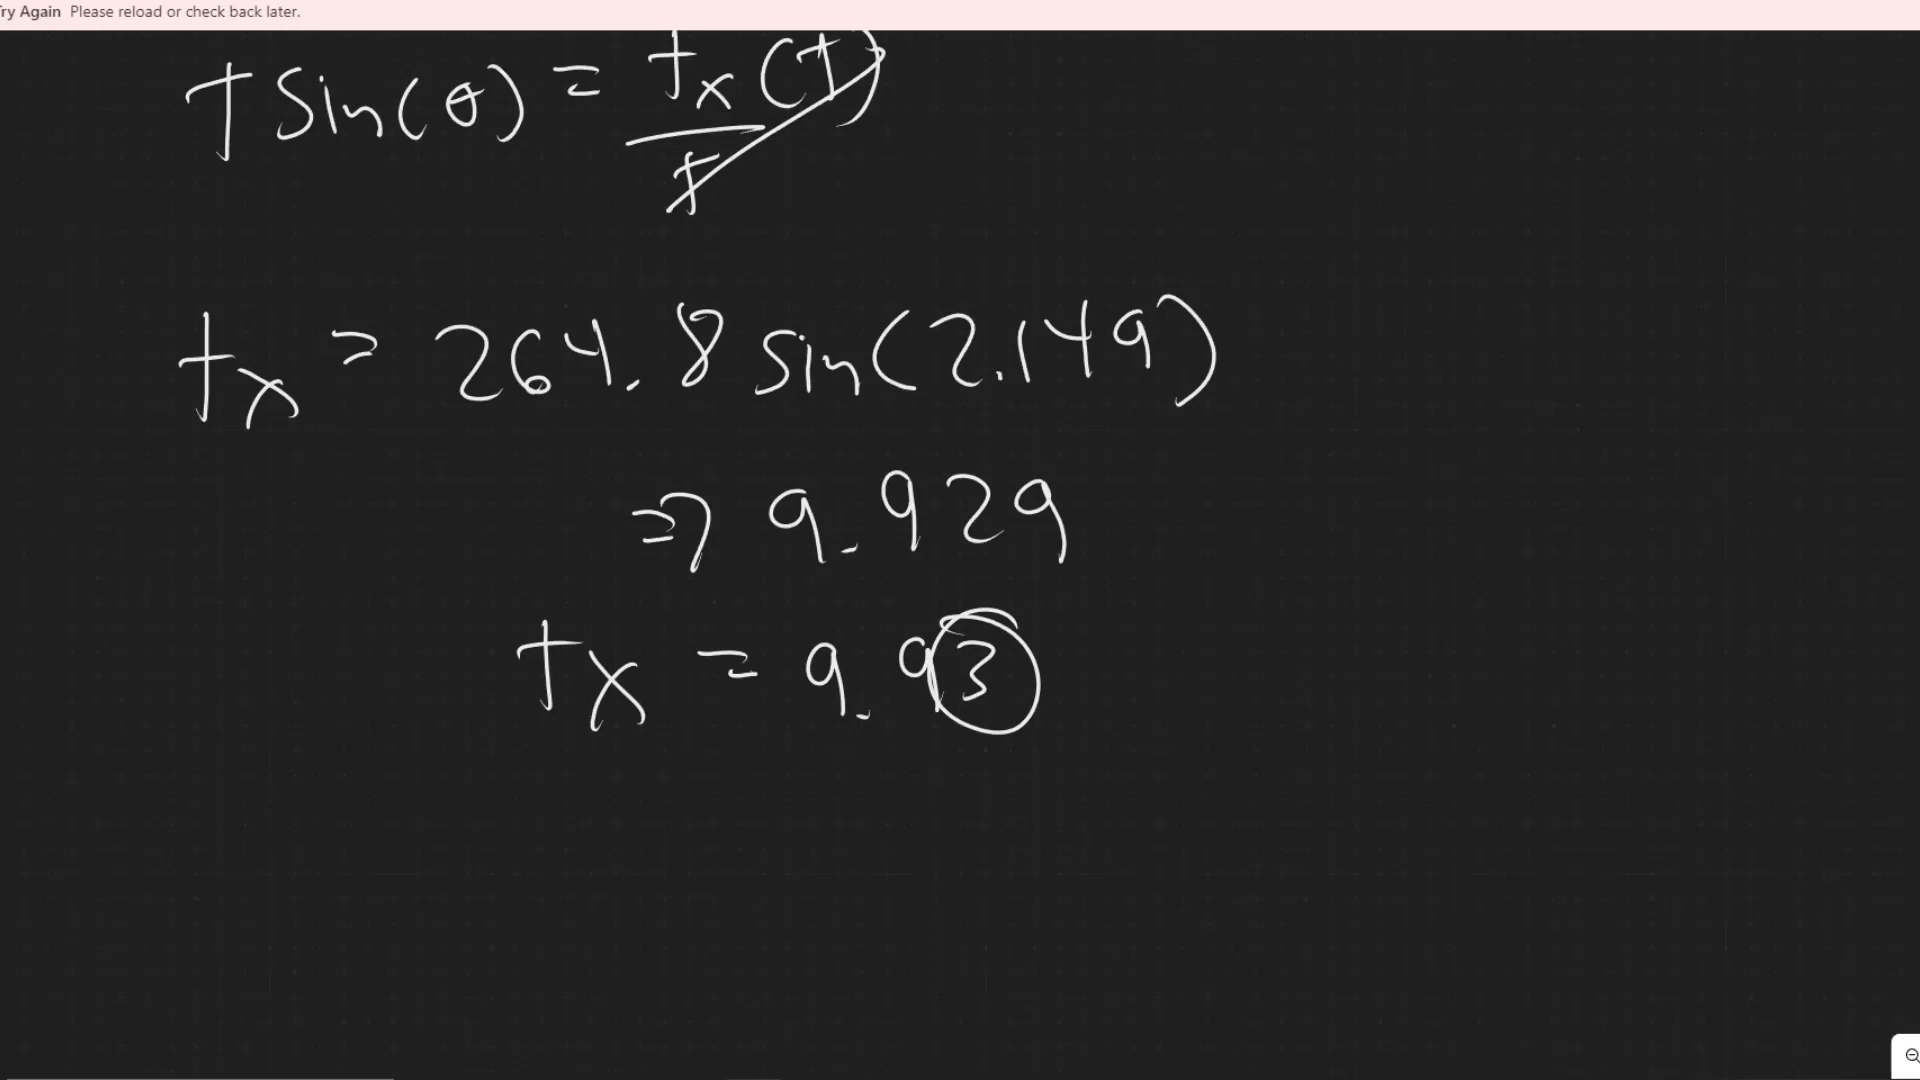 ry Again Please reload or check back later.
T Sin(θ) = Tx (T) / T
Tx = 264.8 sin(2.149)
⇒ 9.929
Tx = 9.93